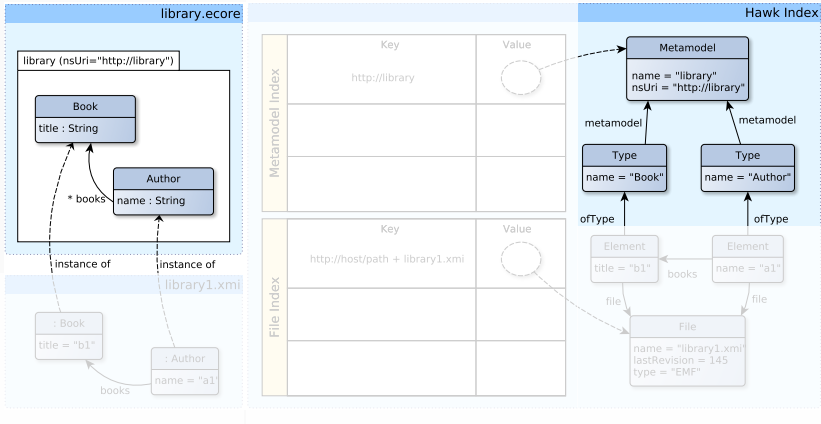 library.ecore
library (nsUri="http://library")
Book
title : String
Author
name : String
* books
instance of
instance of
library1.xmi
: Book
title = "b1"
: Author
name = "a1"
books
Metamodel Index
Key
Value
http://library
File Index
Key
Value
http://host/path + library1.xmi
Hawk Index
Metamodel
name = "library"
nsUri = "http://library"
metamodel
metamodel
Type
name = "Book"
Type
name = "Author"
ofType
ofType
Element
title = "b1"
Element
name = "a1"
books
file
file
File
name = "library1.xmi"
lastRevision = 145
type = "EMF"